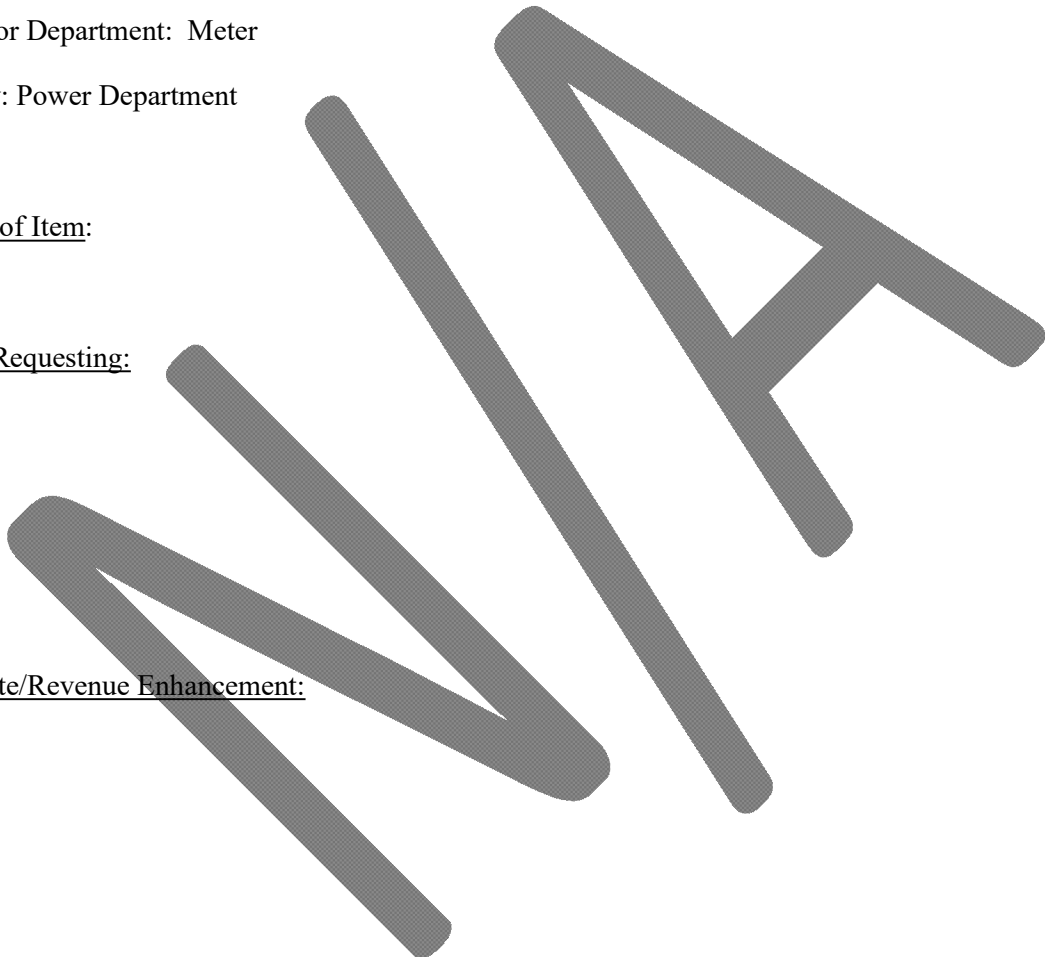 or Department: Meter
: Power Department
of Item:
Requesting:
te/Revenue Enhancement:
N/A